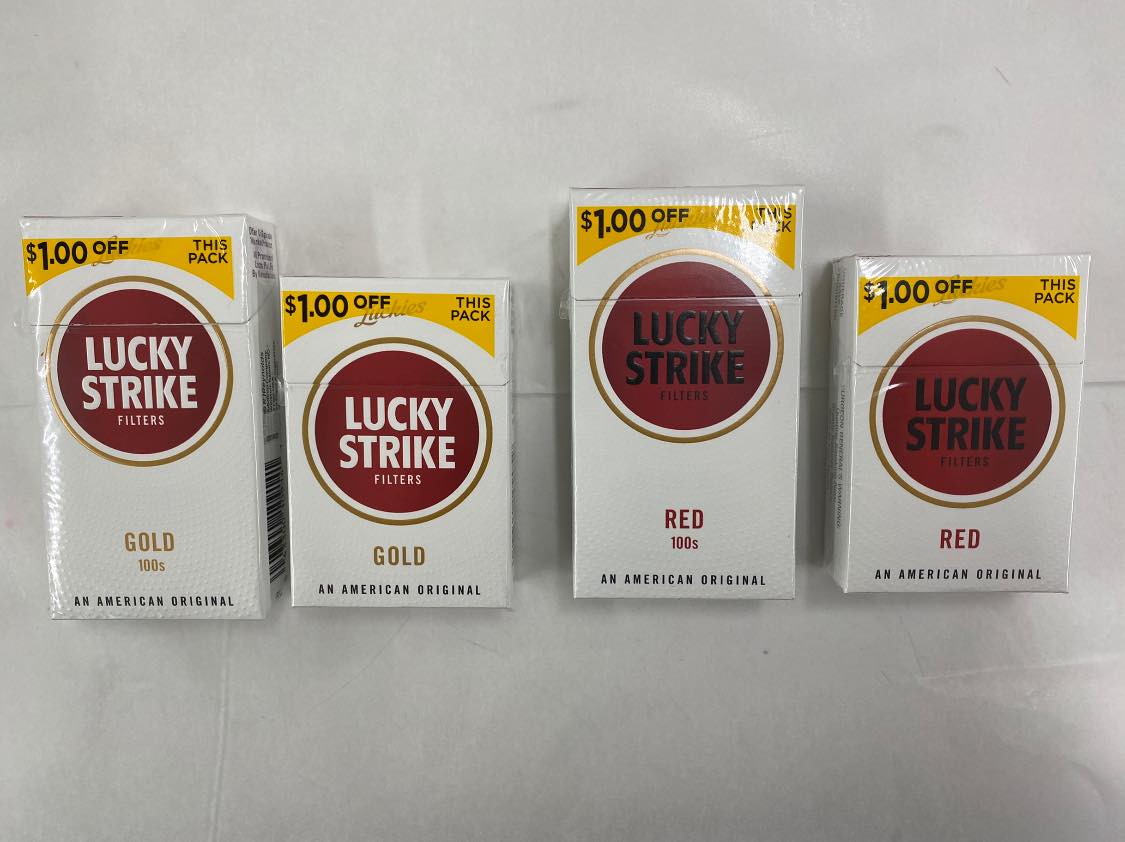 $1.00 OFF
THIS
PACK
Luckies
LUCKY
STRIKE
FILTERS
GOLD
100s
AN AMERICAN ORIGINAL
$1.00 OFF
THIS
PACK
Luckies
LUCKY
STRIKE
FILTERS
GOLD
AN AMERICAN ORIGINAL
$1.00 OFF
THIS
PACK
Luckies
LUCKY
STRIKE
FILTERS
RED
100s
AN AMERICAN ORIGINAL
$1.00 OFF
THIS
PACK
Luckies
LUCKY
STRIKE
FILTERS
RED
AN AMERICAN ORIGINAL